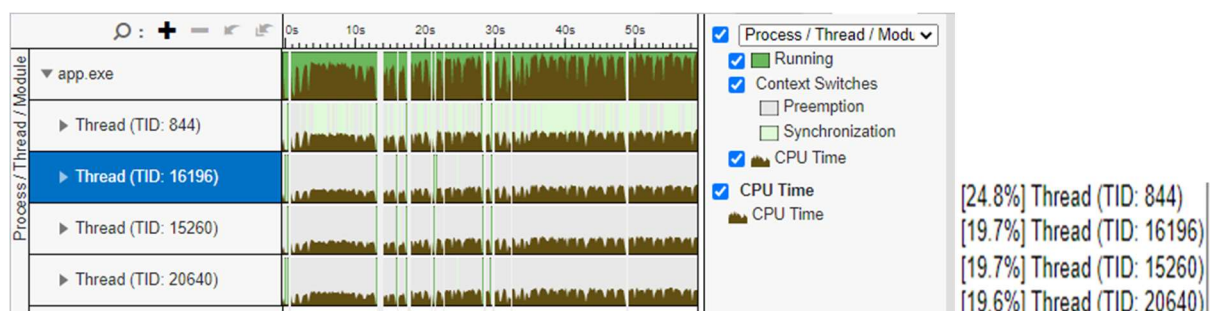 0s 10s 20s 30s 40s 50s
Process / Thread / Module
app.exe
Thread (TID: 844)
Thread (TID: 16196)
Thread (TID: 15260)
Thread (TID: 20640)
Process / Thread / Modu
Running
Context Switches
Preemption
Synchronization
CPU Time
CPU Time
CPU Time
[24.8%] Thread (TID: 844)
[19.7%] Thread (TID: 16196)
[19.7%] Thread (TID: 15260)
[19.6%] Thread (TID: 20640)